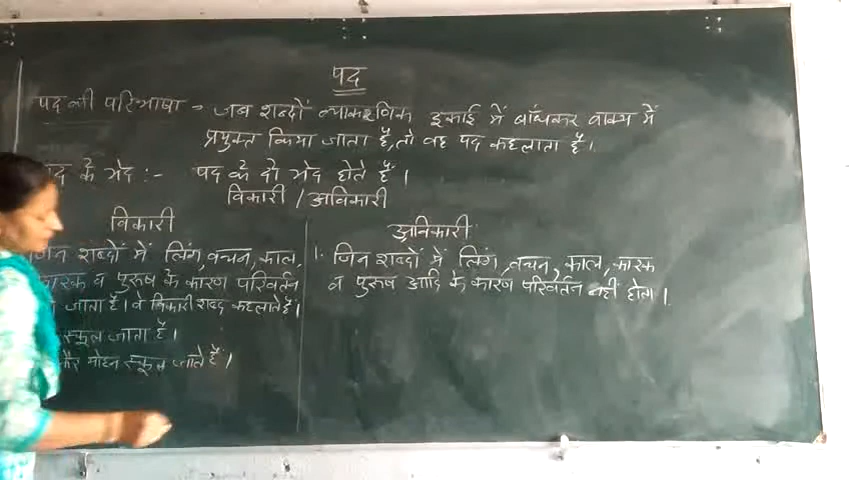 पद
पद की परिभाषा = जब शब्दों व्याकरणिक इकाई में बांधकर वाक्य में
प्रयुक्त किया जाता है, तो वह पद कहलाता है।
पद के भेद :- पद के दो भेद होते हैं।
विकारी / अविकारी
विकारी
जिन शब्दों में लिंग, वचन, काल,
कारक व पुरुष के कारण परिवर्तन
जाता है। वे विकारी शब्द कहलाते हैं।
स्कूल जाता है।
और मोहन स्कूल जाते हैं।
अविकारी
1. जिन शब्दों में लिंग, वचन, काल, कारक
व पुरुष आदि के कारण परिवर्तन नहीं होता।